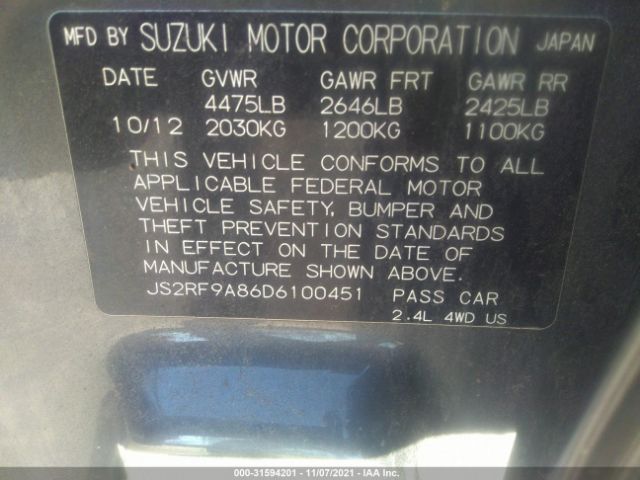 MFD BY SUZUKI MOTOR CORPORATION JAPAN
DATE GVWR GAWR FRT GAWR RR
4475LB 2646LB 2425LB
10/12 2030KG 1200KG 1100KG
THIS VEHICLE CONFORMS TO ALL
APPLICABLE FEDERAL MOTOR
VEHICLE SAFETY, BUMPER AND
THEFT PREVENTION STANDARDS
IN EFFECT ON THE DATE OF
MANUFACTURE SHOWN ABOVE.
JS2RF9A86D6100451 PASS CAR
2.4L 4WD US
000-31594201 - 11/07/2021 - IAA Inc.